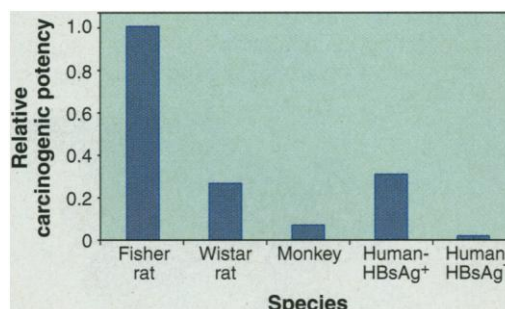 Relative
carcinogenic potency
1.0
0.8
0.6
0.4
0.2
0
Fisher
rat
Wistar
rat
Monkey
Human-
HBsAg⁺
Human
HBsAg
Species